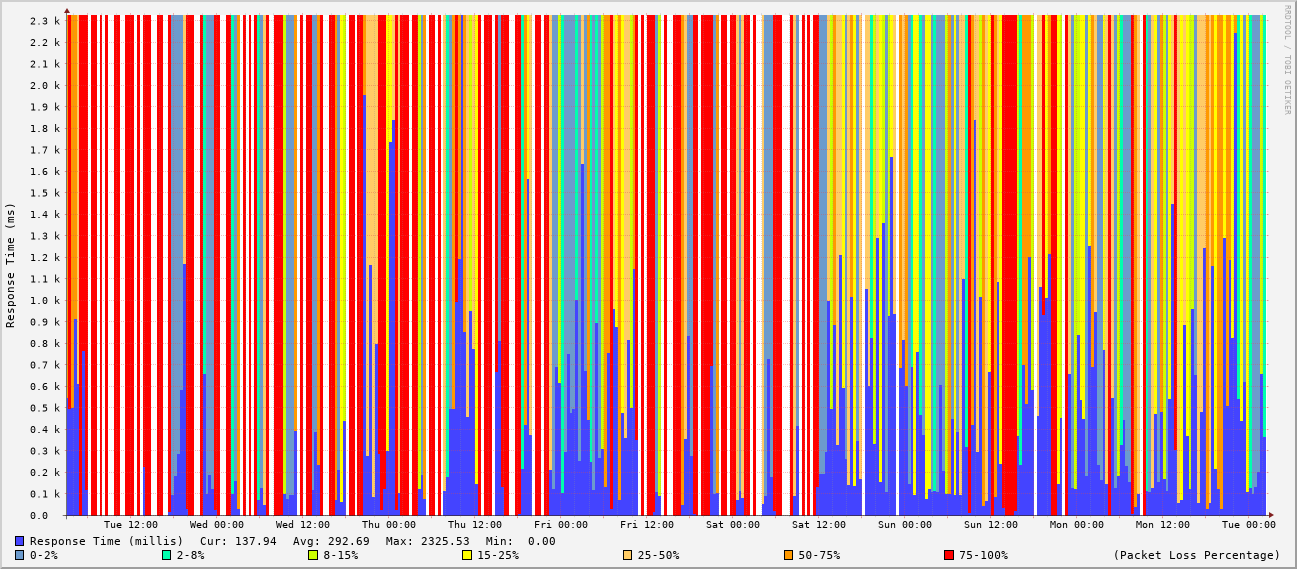 RRDTOOL / TOBI OETIKER
Response Time (ms)
2.3 k
2.2 k
2.1 k
2.0 k
1.9 k
1.8 k
1.7 k
1.6 k
1.5 k
1.4 k
1.3 k
1.2 k
1.1 k
1.0 k
0.9 k
0.8 k
0.7 k
0.6 k
0.5 k
0.4 k
0.3 k
0.2 k
0.1 k
0.0
Tue 12:00 Wed 00:00 Wed 12:00 Thu 00:00 Thu 12:00 Fri 00:00 Fri 12:00 Sat 00:00 Sat 12:00 Sun 00:00 Sun 12:00 Mon 00:00 Mon 12:00 Tue 00:00
Response Time (millis) Cur: 137.94 Avg: 292.69 Max: 2325.53 Min: 0.00
0-2% 2-8% 8-15% 15-25% 25-50% 50-75% 75-100% (Packet Loss Percentage)